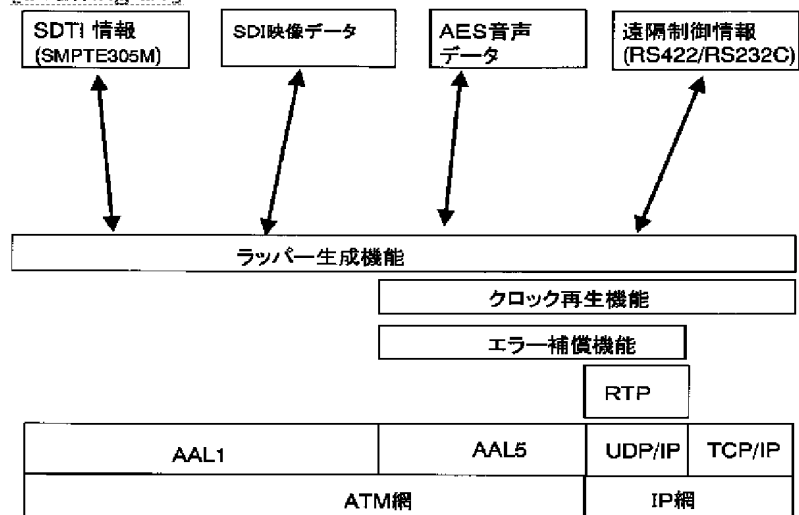 SDTI 情報
(SMPTE305M)
SDI映像データ
AES音声
データ
遠隔制御情報
(RS422/RS232C)
ラッパー生成機能
クロック再生機能
エラー補償機能
RTP
AAL1
AAL5
UDP/IP
TCP/IP
ATM網
IP網